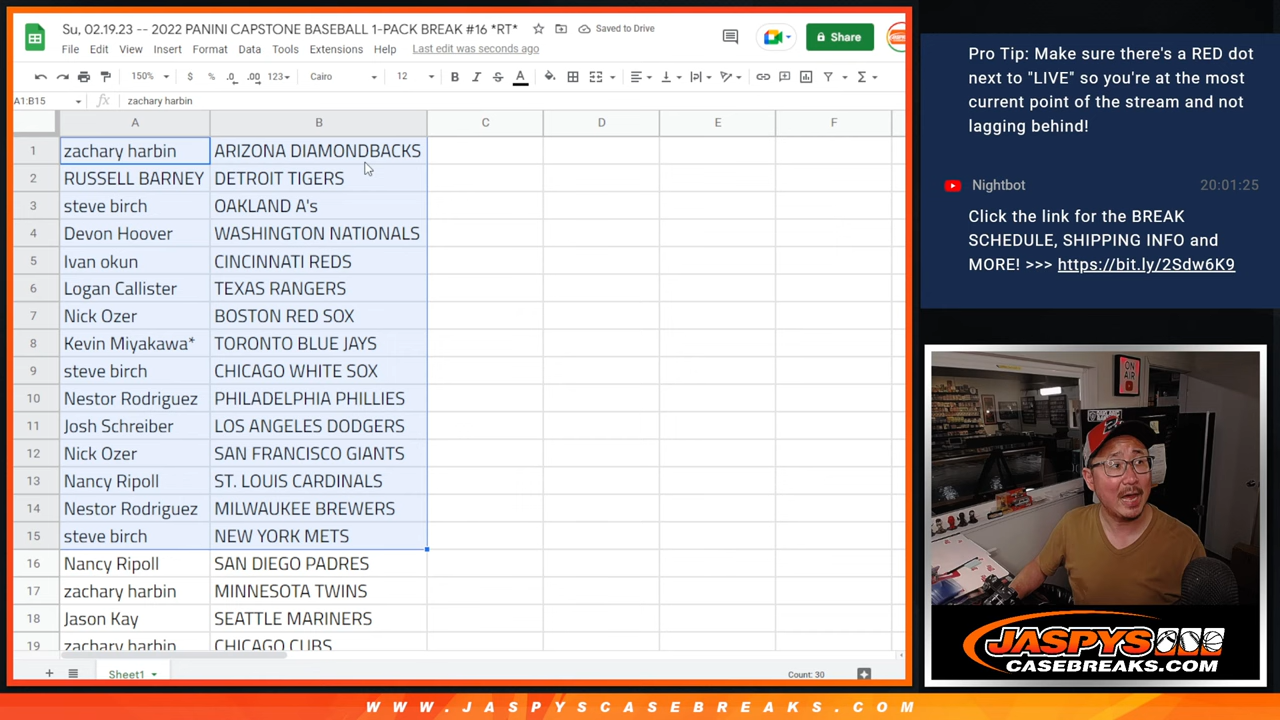 Su, 02.19.23 -- 2022 PANINI CAPSTONE BASEBALL 1-PACK BREAK #16 *RT*
Saved to Drive
Share
File Edit View Insert Format Data Tools Extensions Help Last edit was seconds ago
150% $ % .0 .00 123 Cairo 12 B I S A
A1:B15 fx zachary harbin
A B C D E F
1 zachary harbin ARIZONA DIAMONDBACKS
2 RUSSELL BARNEY DETROIT TIGERS
3 steve birch OAKLAND A's
4 Devon Hoover WASHINGTON NATIONALS
5 Ivan okun CINCINNATI REDS
6 Logan Callister TEXAS RANGERS
7 Nick Ozer BOSTON RED SOX
8 Kevin Miyakawa* TORONTO BLUE JAYS
9 steve birch CHICAGO WHITE SOX
10 Nestor Rodriguez PHILADELPHIA PHILLIES
11 Josh Schreiber LOS ANGELES DODGERS
12 Nick Ozer SAN FRANCISCO GIANTS
13 Nancy Ripoll ST. LOUIS CARDINALS
14 Nestor Rodriguez MILWAUKEE BREWERS
15 steve birch NEW YORK METS
16 Nancy Ripoll SAN DIEGO PADRES
17 zachary harbin MINNESOTA TWINS
18 Jason Kay SEATTLE MARINERS
19 zachary harbin CHICAGO CUBS
Sheet1
Count: 30
Pro Tip: Make sure there's a RED dot
next to "LIVE" so you're at the most
current point of the stream and not
lagging behind!
Nightbot 20:01:25
Click the link for the BREAK
SCHEDULE, SHIPPING INFO and
MORE! >>> https://bit.ly/2Sdw6K9
ON AIR
JASPYS
CASEBREAKS.COM
WWW.JASPYSCASEBREAKS.COM